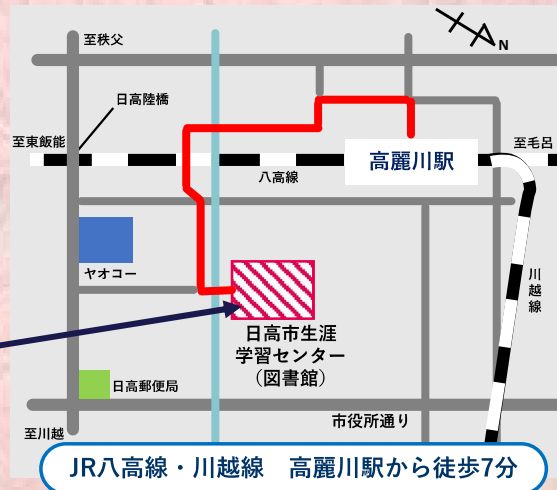 至秩父
N
日高陸橋
至東飯能
至毛呂
高麗川駅
八高線
川越線
ヤオコー
日高市生涯
学習センター
（図書館）
日高郵便局
市役所通り
至川越
JR八高線・川越線　高麗川駅から徒歩7分